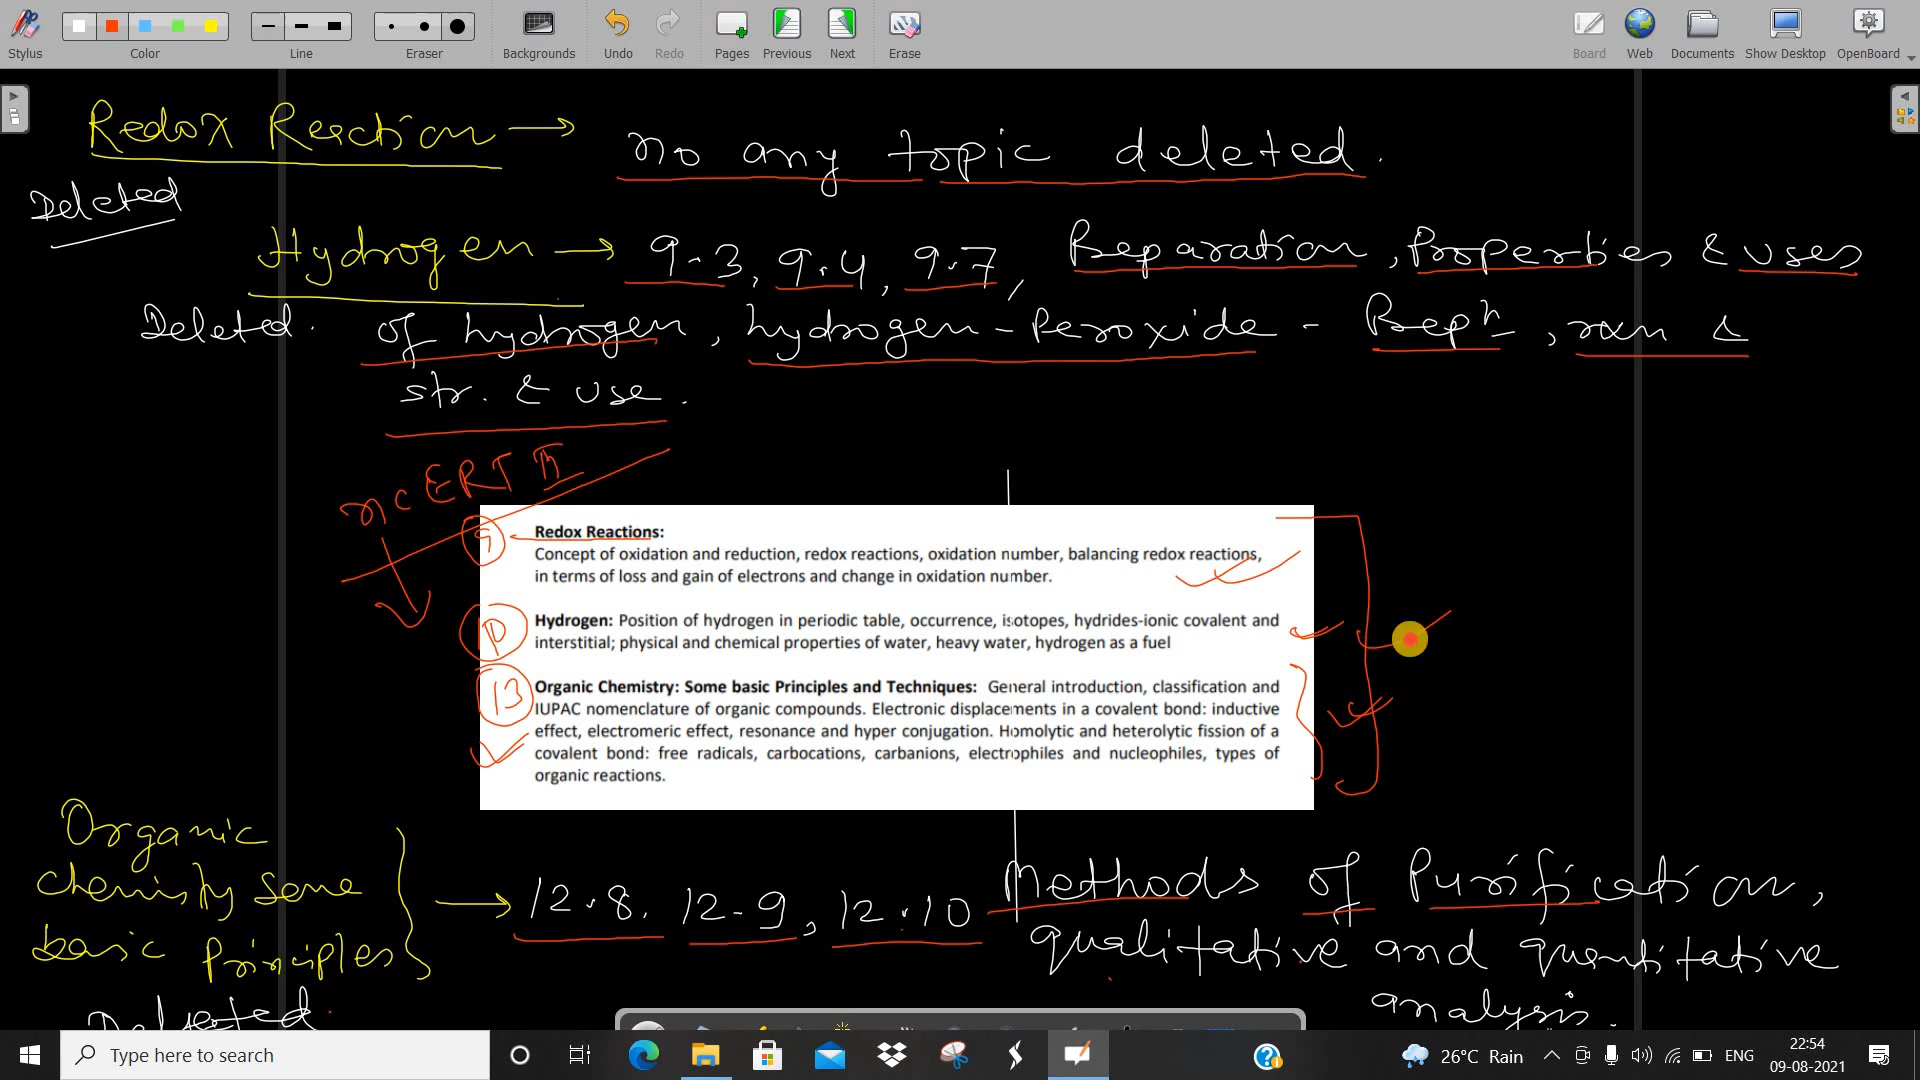 Stylus
Color
Line
Eraser
Backgrounds
Undo
Redo
Pages
Previous
Next
Erase
Board
Web
Documents
Show Desktop
OpenBoard
Redox Reaction → no any topic deleted.
Deleted
Hydrogen → 9.3, 9.4, 9.7, Preparation, Properties & uses
Deleted. of hydrogen, hydrogen-Peroxide - Prepⁿ, rxn &
str. & use.
NCERT
9
Redox Reactions:
Concept of oxidation and reduction, redox reactions, oxidation number, balancing redox reactions,
in terms of loss and gain of electrons and change in oxidation number.
10
Hydrogen: Position of hydrogen in periodic table, occurrence, isotopes, hydrides-ionic covalent and
interstitial; physical and chemical properties of water, heavy water, hydrogen as a fuel
13
Organic Chemistry: Some basic Principles and Techniques: General introduction, classification and
IUPAC nomenclature of organic compounds. Electronic displacements in a covalent bond: inductive
effect, electromeric effect, resonance and hyper conjugation. Homolytic and heterolytic fission of a
covalent bond: free radicals, carbocations, carbanions, electrophiles and nucleophiles, types of
organic reactions.
Organic
chemistry some
basic Principles
Deleted.
→ 12.8. 12-9, 12.10 Methods of Purification,
qualitative and quantitative
analysis.
Type here to search
26°C Rain
ENG
22:54
09-08-2021